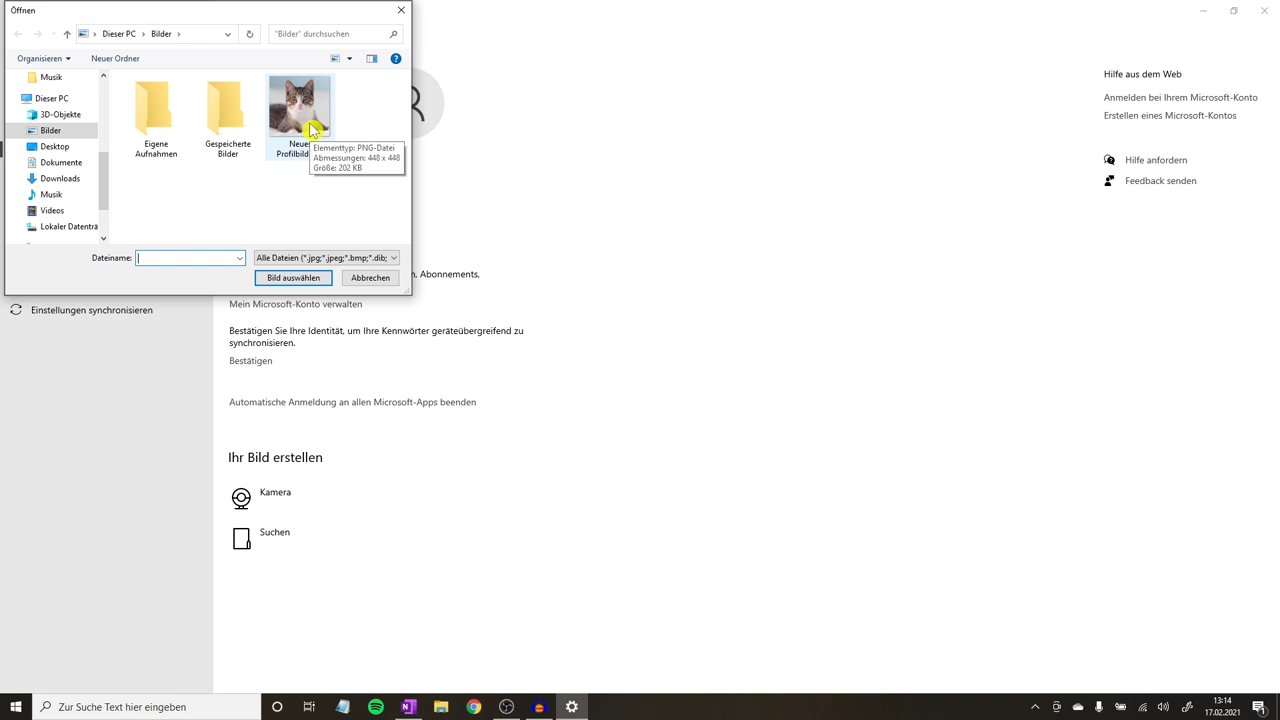 Öffnen
Dieser PC
Bilder
"Bilder" durchsuchen
Organisieren
Neuer Ordner
Musik
Dieser PC
3D-Objekte
Bilder
Desktop
Dokumente
Downloads
Musik
Videos
Lokaler Datenträ
Eigene
Aufnahmen
Gespeicherte
Bilder
Neues
Profilbild
Elementtyp: PNG-Datei
Abmessungen: 448 x 448
Größe: 202 KB
Dateiname:
Alle Dateien (*.jpg;*.jpeg;*.bmp;*.dib;
Bild auswählen
Abbrechen
R
n, Abonnements,
Mein Microsoft-Konto verwalten
Bestätigen Sie Ihre Identität, um Ihre Kennwörter geräteübergreifend zu
synchronisieren.
Bestätigen
Automatische Anmeldung an allen Microsoft-Apps beenden
Ihr Bild erstellen
Kamera
Suchen
Einstellungen synchronisieren
Hilfe aus dem Web
Anmelden bei Ihrem Microsoft-Konto
Erstellen eines Microsoft-Kontos
Hilfe anfordern
Feedback senden
Zur Suche Text hier eingeben
13:14
17.02.2021